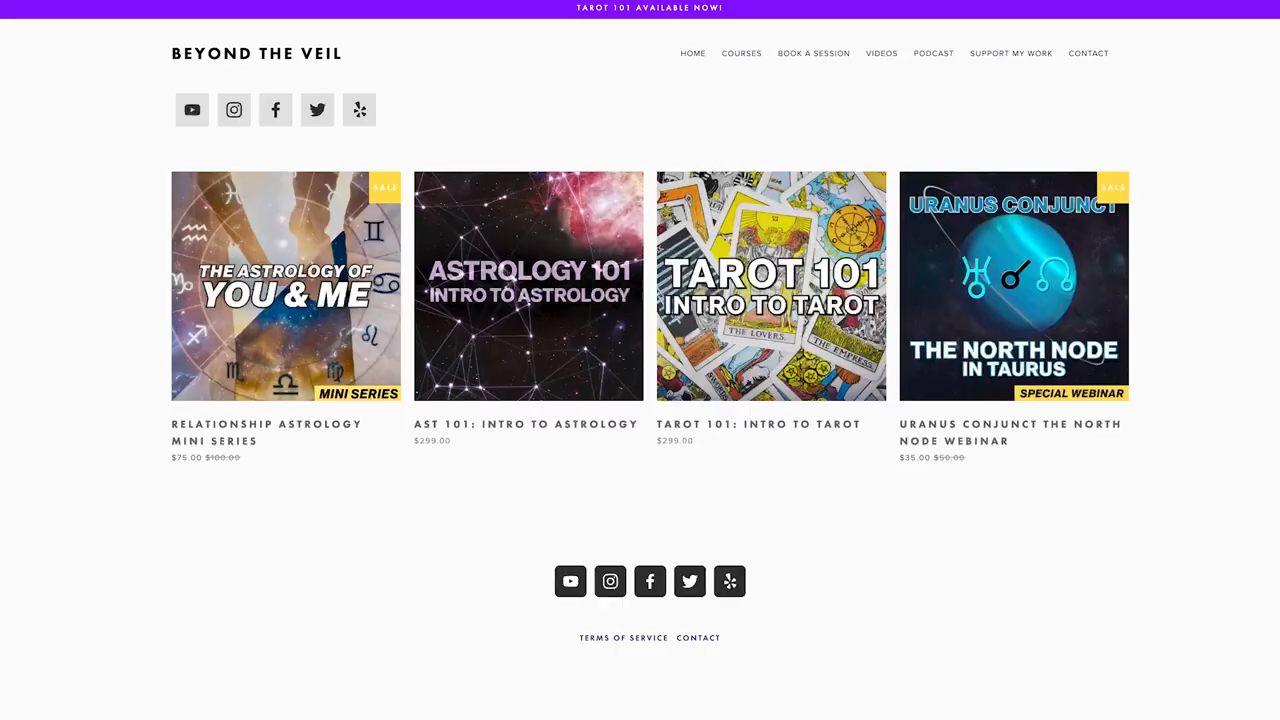 TAROT 101 AVAILABLE NOW!
BEYOND THE VEIL
HOME COURSES BOOK A SESSION VIDEOS PODCAST SUPPORT MY WORK CONTACT
SALE
THE ASTROLOGY OF
YOU & ME
MINI SERIES
ASTROLOGY 101
INTRO TO ASTROLOGY
TAROT 101
INTRO TO TAROT
THE LOVERS.
THE EMPRESS.
SWORDS
SALE
URANUS CONJUNCT
THE NORTH NODE
IN TAURUS
SPECIAL WEBINAR
RELATIONSHIP ASTROLOGY
MINI SERIES
$75.00 $100.00
AST 101: INTRO TO ASTROLOGY
$299.00
TAROT 101: INTRO TO TAROT
$299.00
URANUS CONJUNCT THE NORTH
NODE WEBINAR
$35.00 $50.00
TERMS OF SERVICE CONTACT